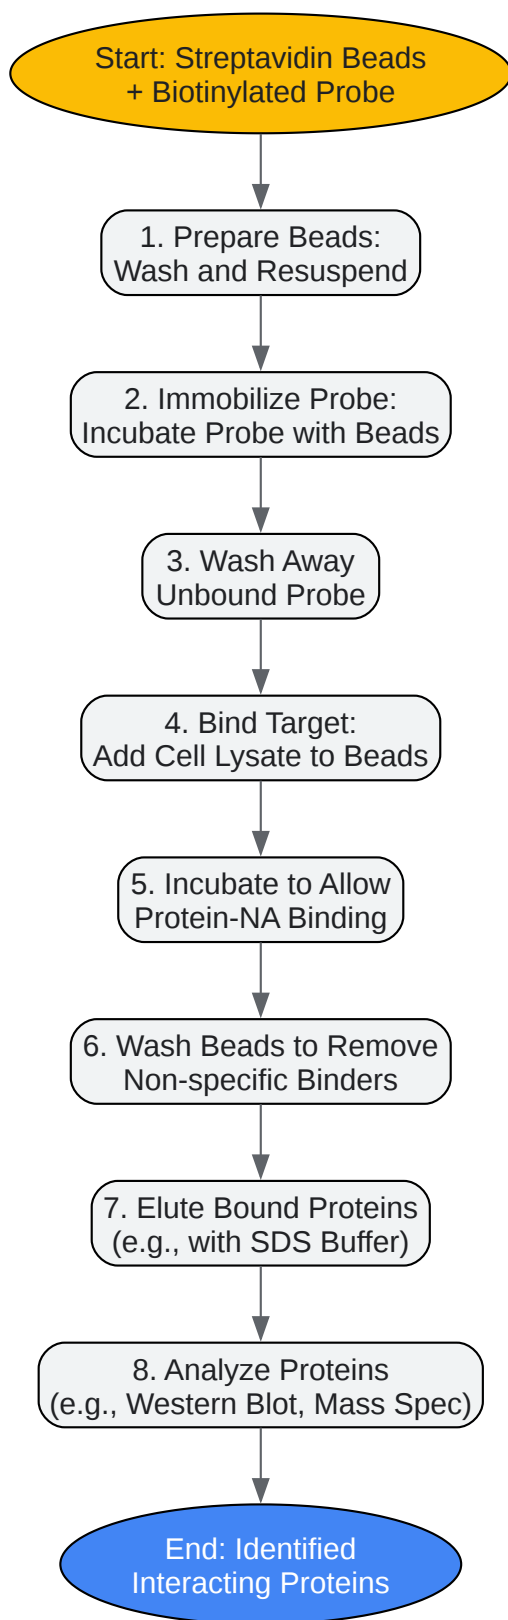 Start: Streptavidin Beads
+ Biotinylated Probe
1. Prepare Beads:
Wash and Resuspend
2. Immobilize Probe:
Incubate Probe with Beads
3. Wash Away
Unbound Probe
4. Bind Target:
Add Cell Lysate to Beads
5. Incubate to Allow
Protein-NA Binding
6. Wash Beads to Remove
Non-specific Binders
7. Elute Bound Proteins
(e.g., with SDS Buffer)
8. Analyze Proteins
(e.g., Western Blot, Mass Spec)
End: Identified
Interacting Proteins